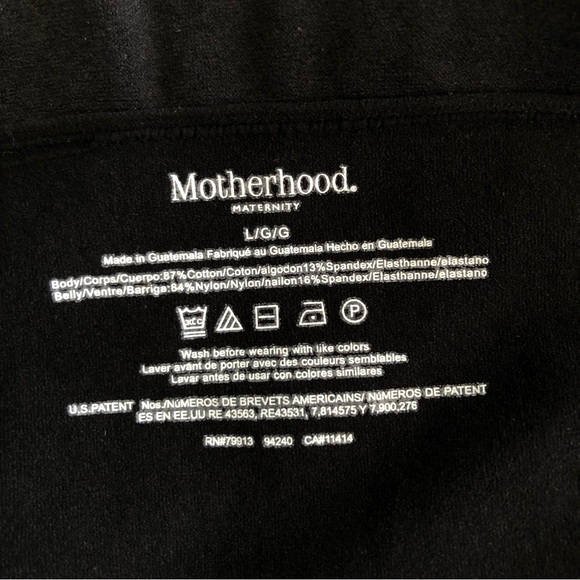 Motherhood.
MATERNITY
L/G/G
Made in Guatemala Fabriqué au Guatemala Hecho en Guatemala
Body/Corps/Cuerpo:87%Cotton/Coton/algodon13%Spandex/Elasthanne/elastano
Belly/Ventre/Barriga:84%Nylon/Nylon/nailon16%Spandex/Elasthanne/elastano
P
Wash before wearing with like colors
Laver avant de porter avec des couleurs semblables
Lavar antes de usar con colores similares
U.S.PATENT Nos./NúMEROS DE BREVETS AMERICAINS/ NÚMEROS DE PATENT
ES EN EE.UU RE 43563, RE43531, 7,814575 Y 7,900,276
RN#79913 94240 CA#11414